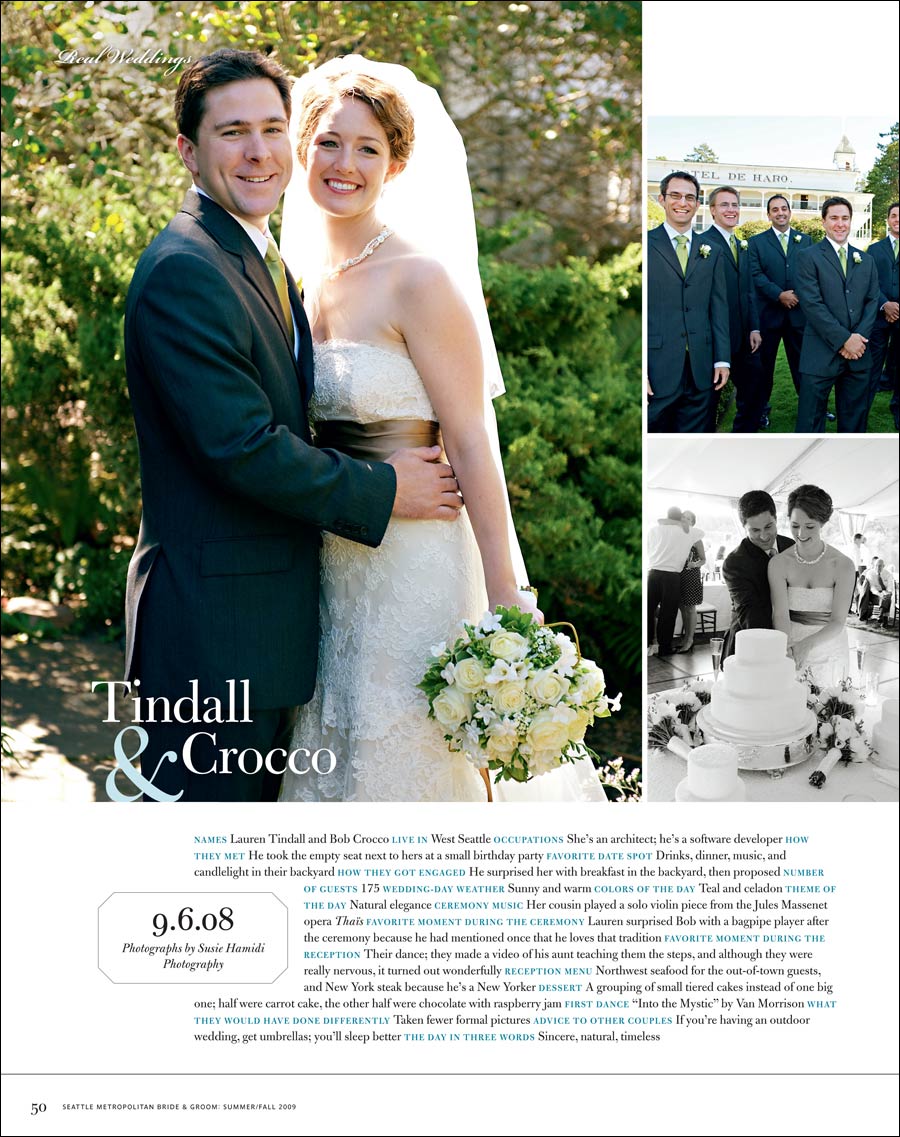 Real Weddings
TEL DE HARO.
Tindall
& Crocco
NAMES Lauren Tindall and Bob Crocco LIVE IN West Seattle OCCUPATIONS She’s an architect; he’s a software developer HOW
THEY MET He took the empty seat next to hers at a small birthday party FAVORITE DATE SPOT Drinks, dinner, music, and
candlelight in their backyard HOW THEY GOT ENGAGED He surprised her with breakfast in the backyard, then proposed NUMBER
OF GUESTS 175 WEDDING-DAY WEATHER Sunny and warm COLORS OF THE DAY Teal and celadon THEME OF
THE DAY Natural elegance CEREMONY MUSIC Her cousin played a solo violin piece from the Jules Massenet
opera Thaïs FAVORITE MOMENT DURING THE CEREMONY Lauren surprised Bob with a bagpipe player after
the ceremony because he had mentioned once that he loves that tradition FAVORITE MOMENT DURING THE
RECEPTION Their dance; they made a video of his aunt teaching them the steps, and although they were
really nervous, it turned out wonderfully RECEPTION MENU Northwest seafood for the out-of-town guests,
and New York steak because he’s a New Yorker DESSERT A grouping of small tiered cakes instead of one big
one; half were carrot cake, the other half were chocolate with raspberry jam FIRST DANCE “Into the Mystic” by Van Morrison WHAT
THEY WOULD HAVE DONE DIFFERENTLY Taken fewer formal pictures ADVICE TO OTHER COUPLES If you’re having an outdoor
wedding, get umbrellas; you’ll sleep better THE DAY IN THREE WORDS Sincere, natural, timeless
9.6.08
Photographs by Susie Hamidi
Photography
50 SEATTLE METROPOLITAN BRIDE & GROOM: SUMMER/FALL 2009